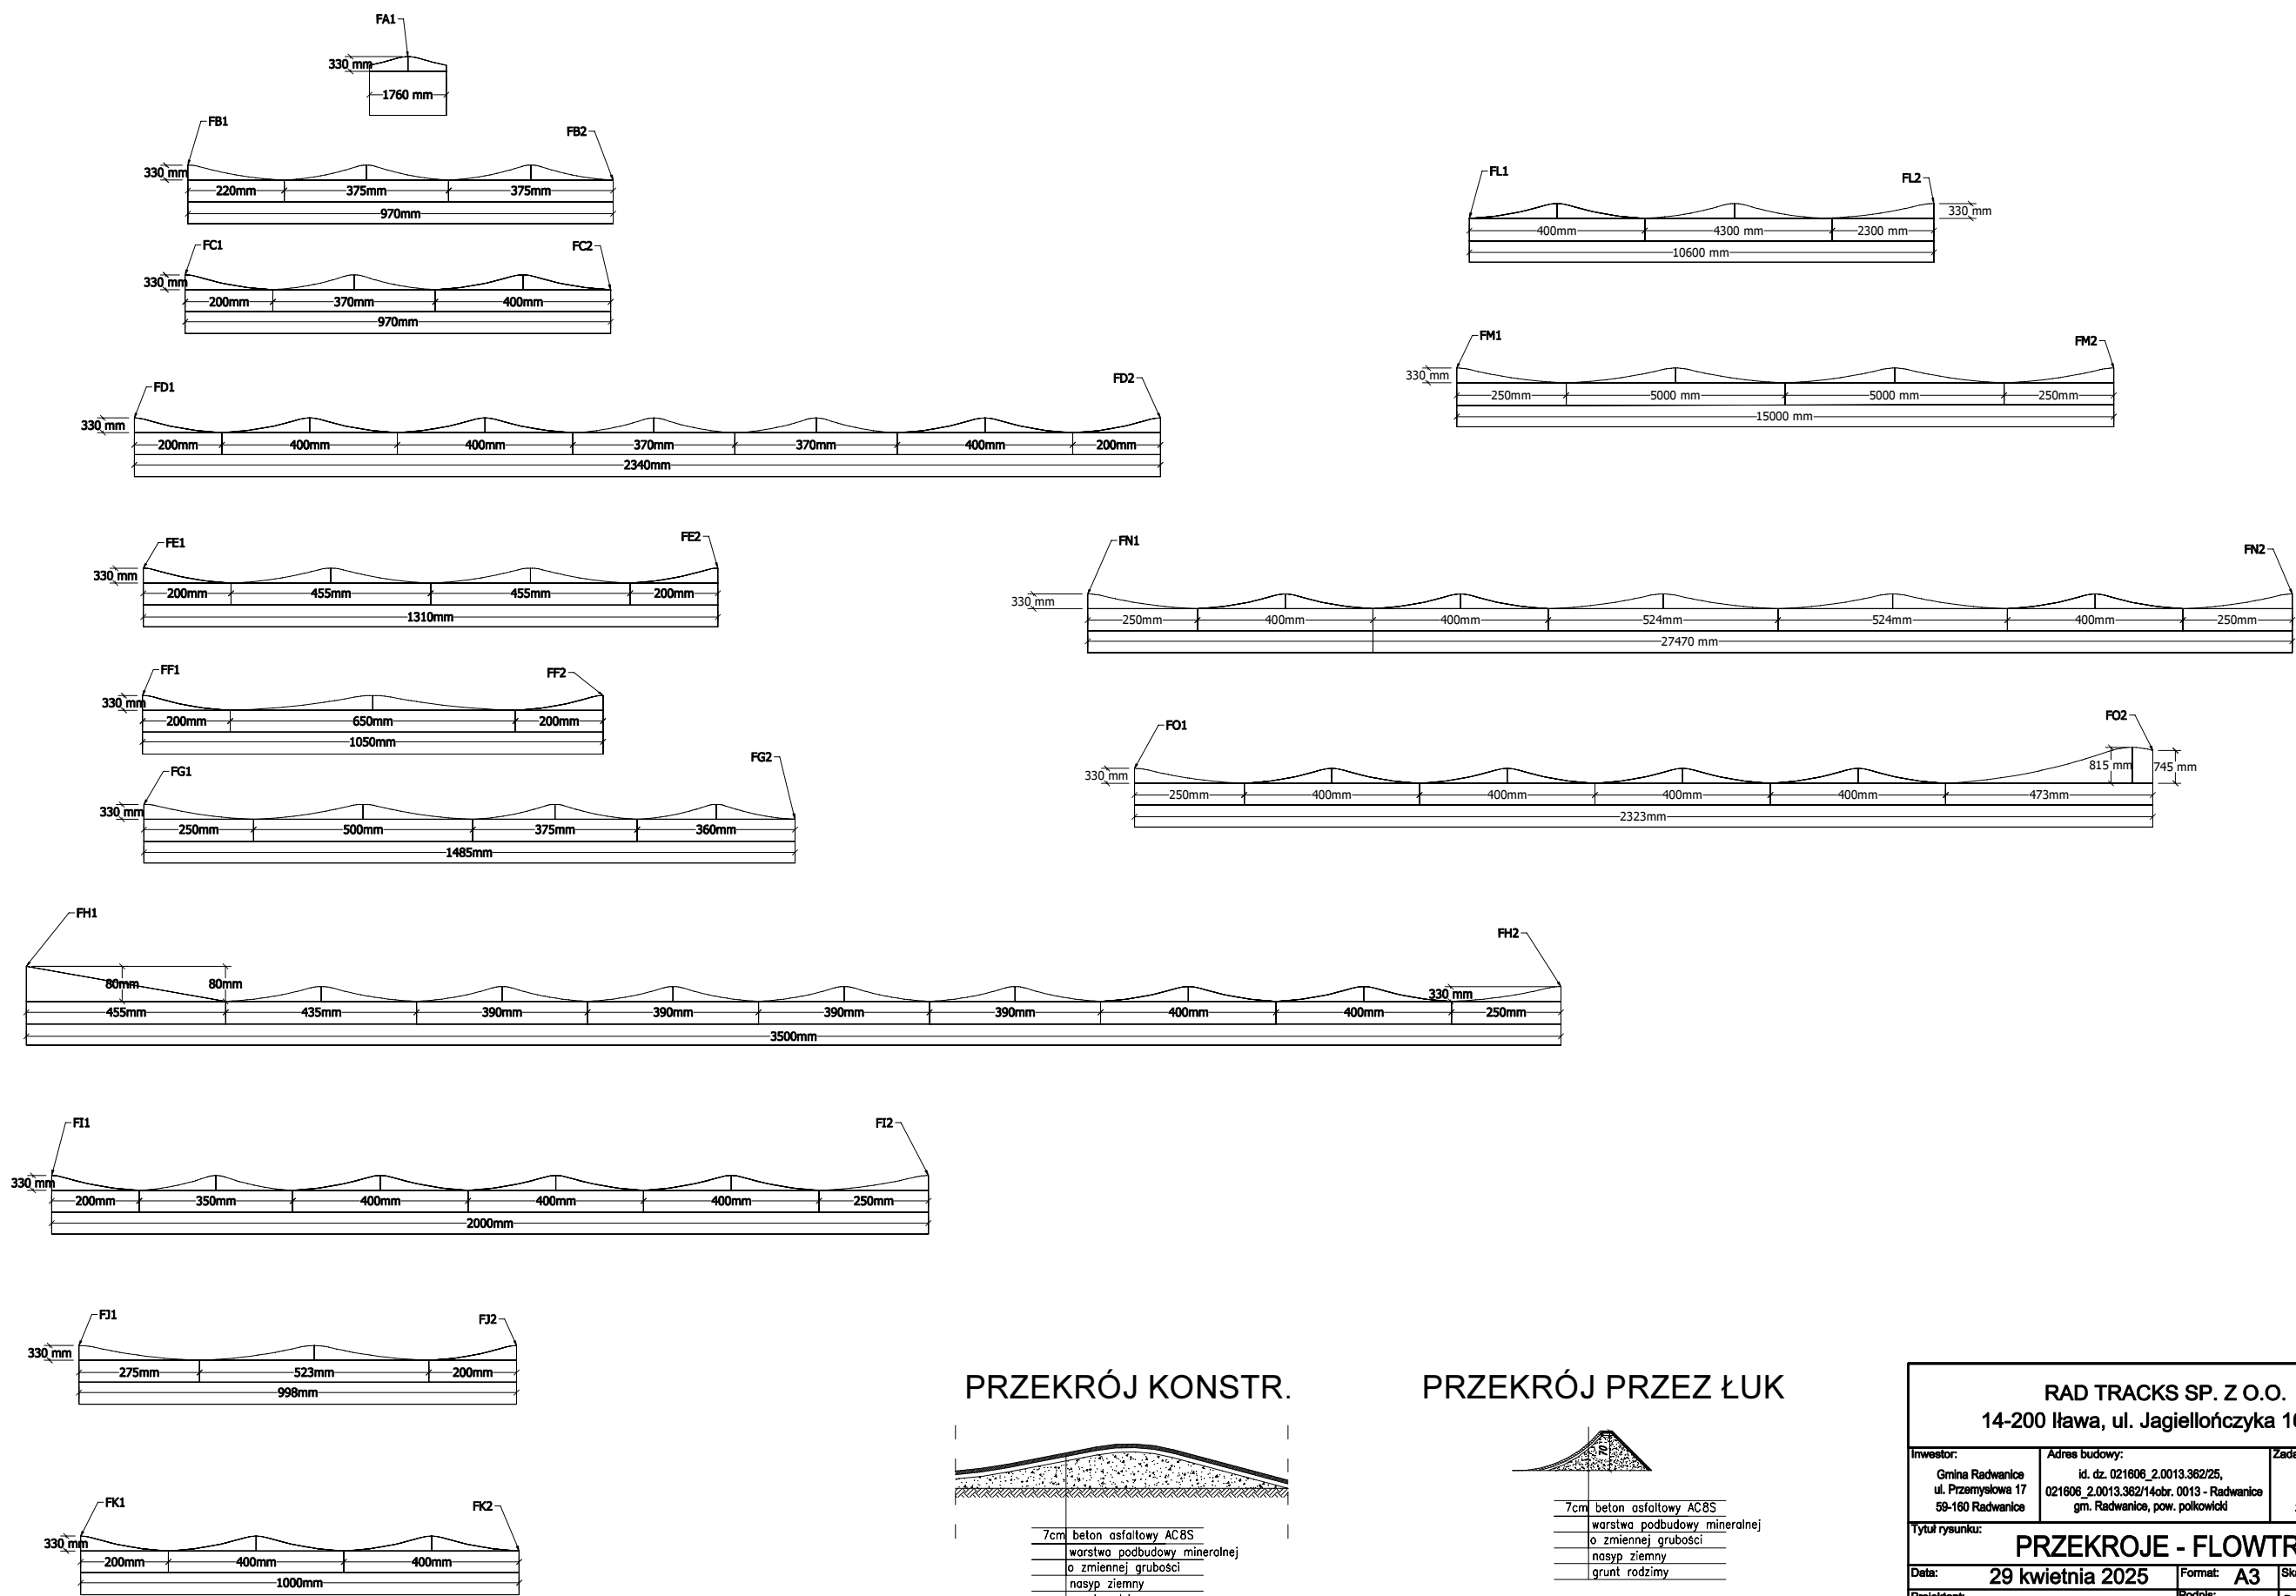 FA1
330 mm
1760 mm
FB1
FB2
330 mm
220mm 375mm 375mm
970mm
FC1
FC2
330 mm
200mm 370mm 400mm
970mm
FD1
FD2
330 mm
200mm 400mm 400mm 370mm 370mm 400mm 200mm
2340mm
FE1
FE2
330 mm
200mm 455mm 455mm 200mm
1310mm
FF1
FF2
330 mm
200mm 650mm 200mm
1050mm
FG1
FG2
330 mm
250mm 500mm 375mm 360mm
1485mm
FH1
FH2
80mm 80mm
330 mm
455mm 435mm 390mm 390mm 390mm 390mm 400mm 400mm 250mm
3500mm
FI1
FI2
330 mm
200mm 350mm 400mm 400mm 400mm 250mm
2000mm
FJ1
FJ2
330 mm
275mm 523mm 200mm
998mm
FK1
FK2
330 mm
200mm 400mm 400mm
1000mm
FL1
FL2
330 mm
400mm 4300 mm 2300 mm
10600 mm
FM1
FM2
330 mm
250mm 5000 mm 5000 mm 250mm
15000 mm
FN1
FN2
330 mm
250mm 400mm 400mm 524mm 524mm 400mm 250mm
27470 mm
FO1
FO2
330 mm
815 mm 745 mm
250mm 400mm 400mm 400mm 400mm 473mm
2323mm
PRZEKRÓJ KONSTR.
7cm beton asfaltowy AC8S
warstwa podbudowy mineralnej
o zmiennej grubości
nasyp ziemny
PRZEKRÓJ PRZEZ ŁUK
70
7cm beton asfaltowy AC8S
warstwa podbudowy mineralnej
o zmiennej grubości
nasyp ziemny
grunt rodzimy
RAD TRACKS SP. Z O.O.
14-200 Iława, ul. Jagiellończyka
Inwestor:
Gmina Radwanice
ul. Przemysłowa 17
59-160 Radwanice
Adres budowy:
id. dz. 021606_2.0013.362/25,
021606_2.0013.362/14obr. 0013 - Radwanice
gm. Radwanice, pow. polkowicki
Tytuł rysunku:
PRZEKROJE - FLOWTR
Data: 29 kwietnia 2025 Format: A3